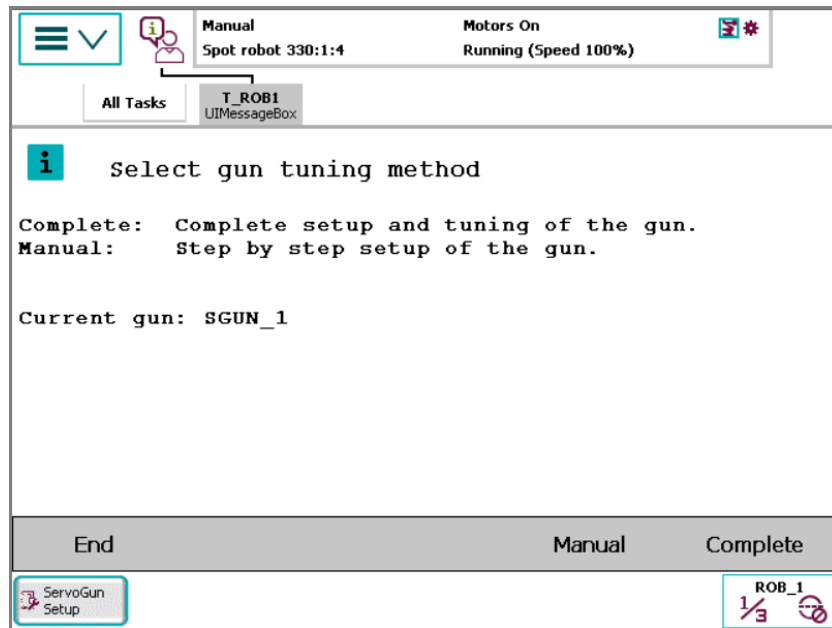 Manual
Motors On
Spot robot 330:1:4
Running (Speed 100%)
All Tasks
T_ROB1
UIMessageBox
i
Select gun tuning method
Complete: Complete setup and tuning of the gun.
Manual: Step by step setup of the gun.
Current gun: SGUN_1
End
Manual
Complete
ServoGun
Setup
ROB_1
1/3